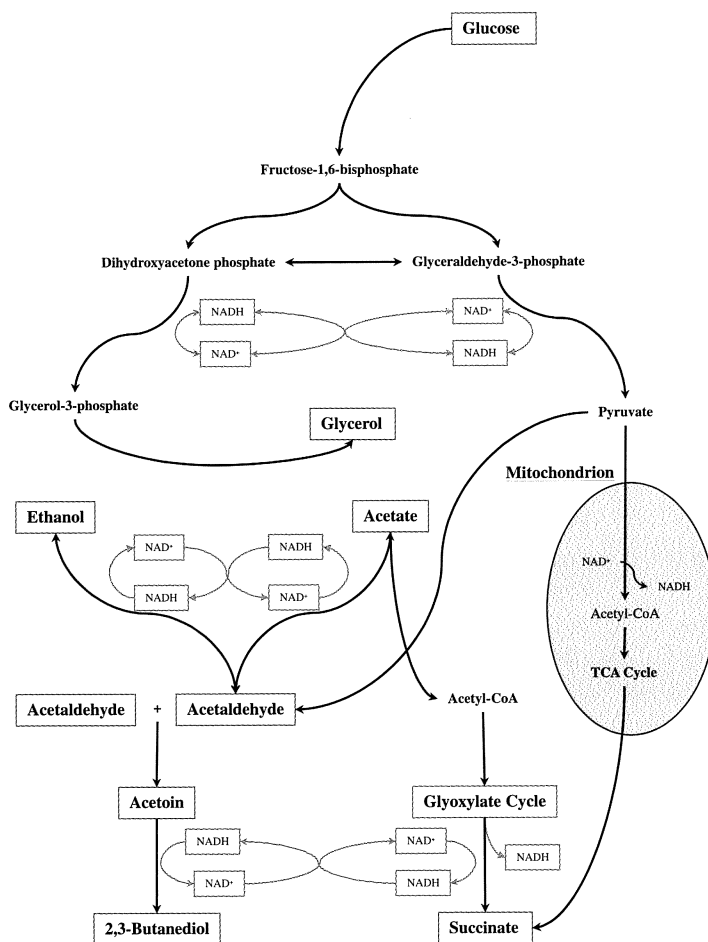 Glucose
Fructose-1,6-bisphosphate
Dihydroxyacetone phosphate
Glyceraldehyde-3-phosphate
NADH
NAD⁺
NAD⁺
NADH
Glycerol-3-phosphate
Glycerol
Pyruvate
Mitochondrion
Ethanol
Acetate
NAD⁺
NADH
NADH
NAD⁺
NAD⁺
NADH
Acetyl-CoA
TCA Cycle
Acetaldehyde
+
Acetaldehyde
Acetyl-CoA
Acetoin
Glyoxylate Cycle
NADH
NAD⁺
NADH
NAD⁺
NADH
2,3-Butanediol
Succinate